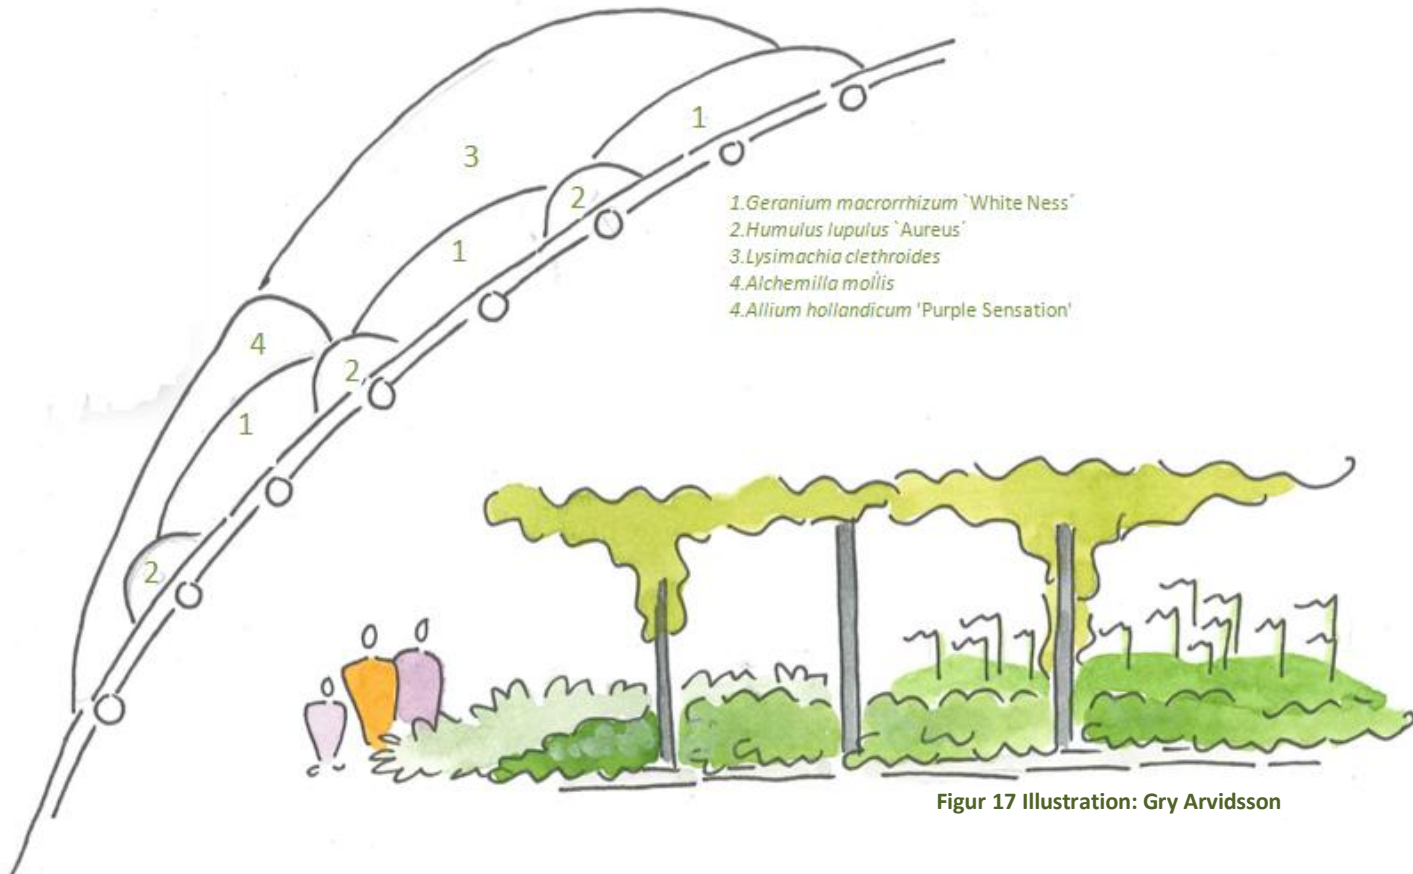 1
3
2
1.Geranium macrorrhizum `White Ness´
2.Humulus lupulus `Aureus´
3.Lysimachia clethroides
4.Alchemilla mollis
4.Allium hollandicum 'Purple Sensation'
1
4
2
1
2
Figur 17 Illustration: Gry Arvidsson